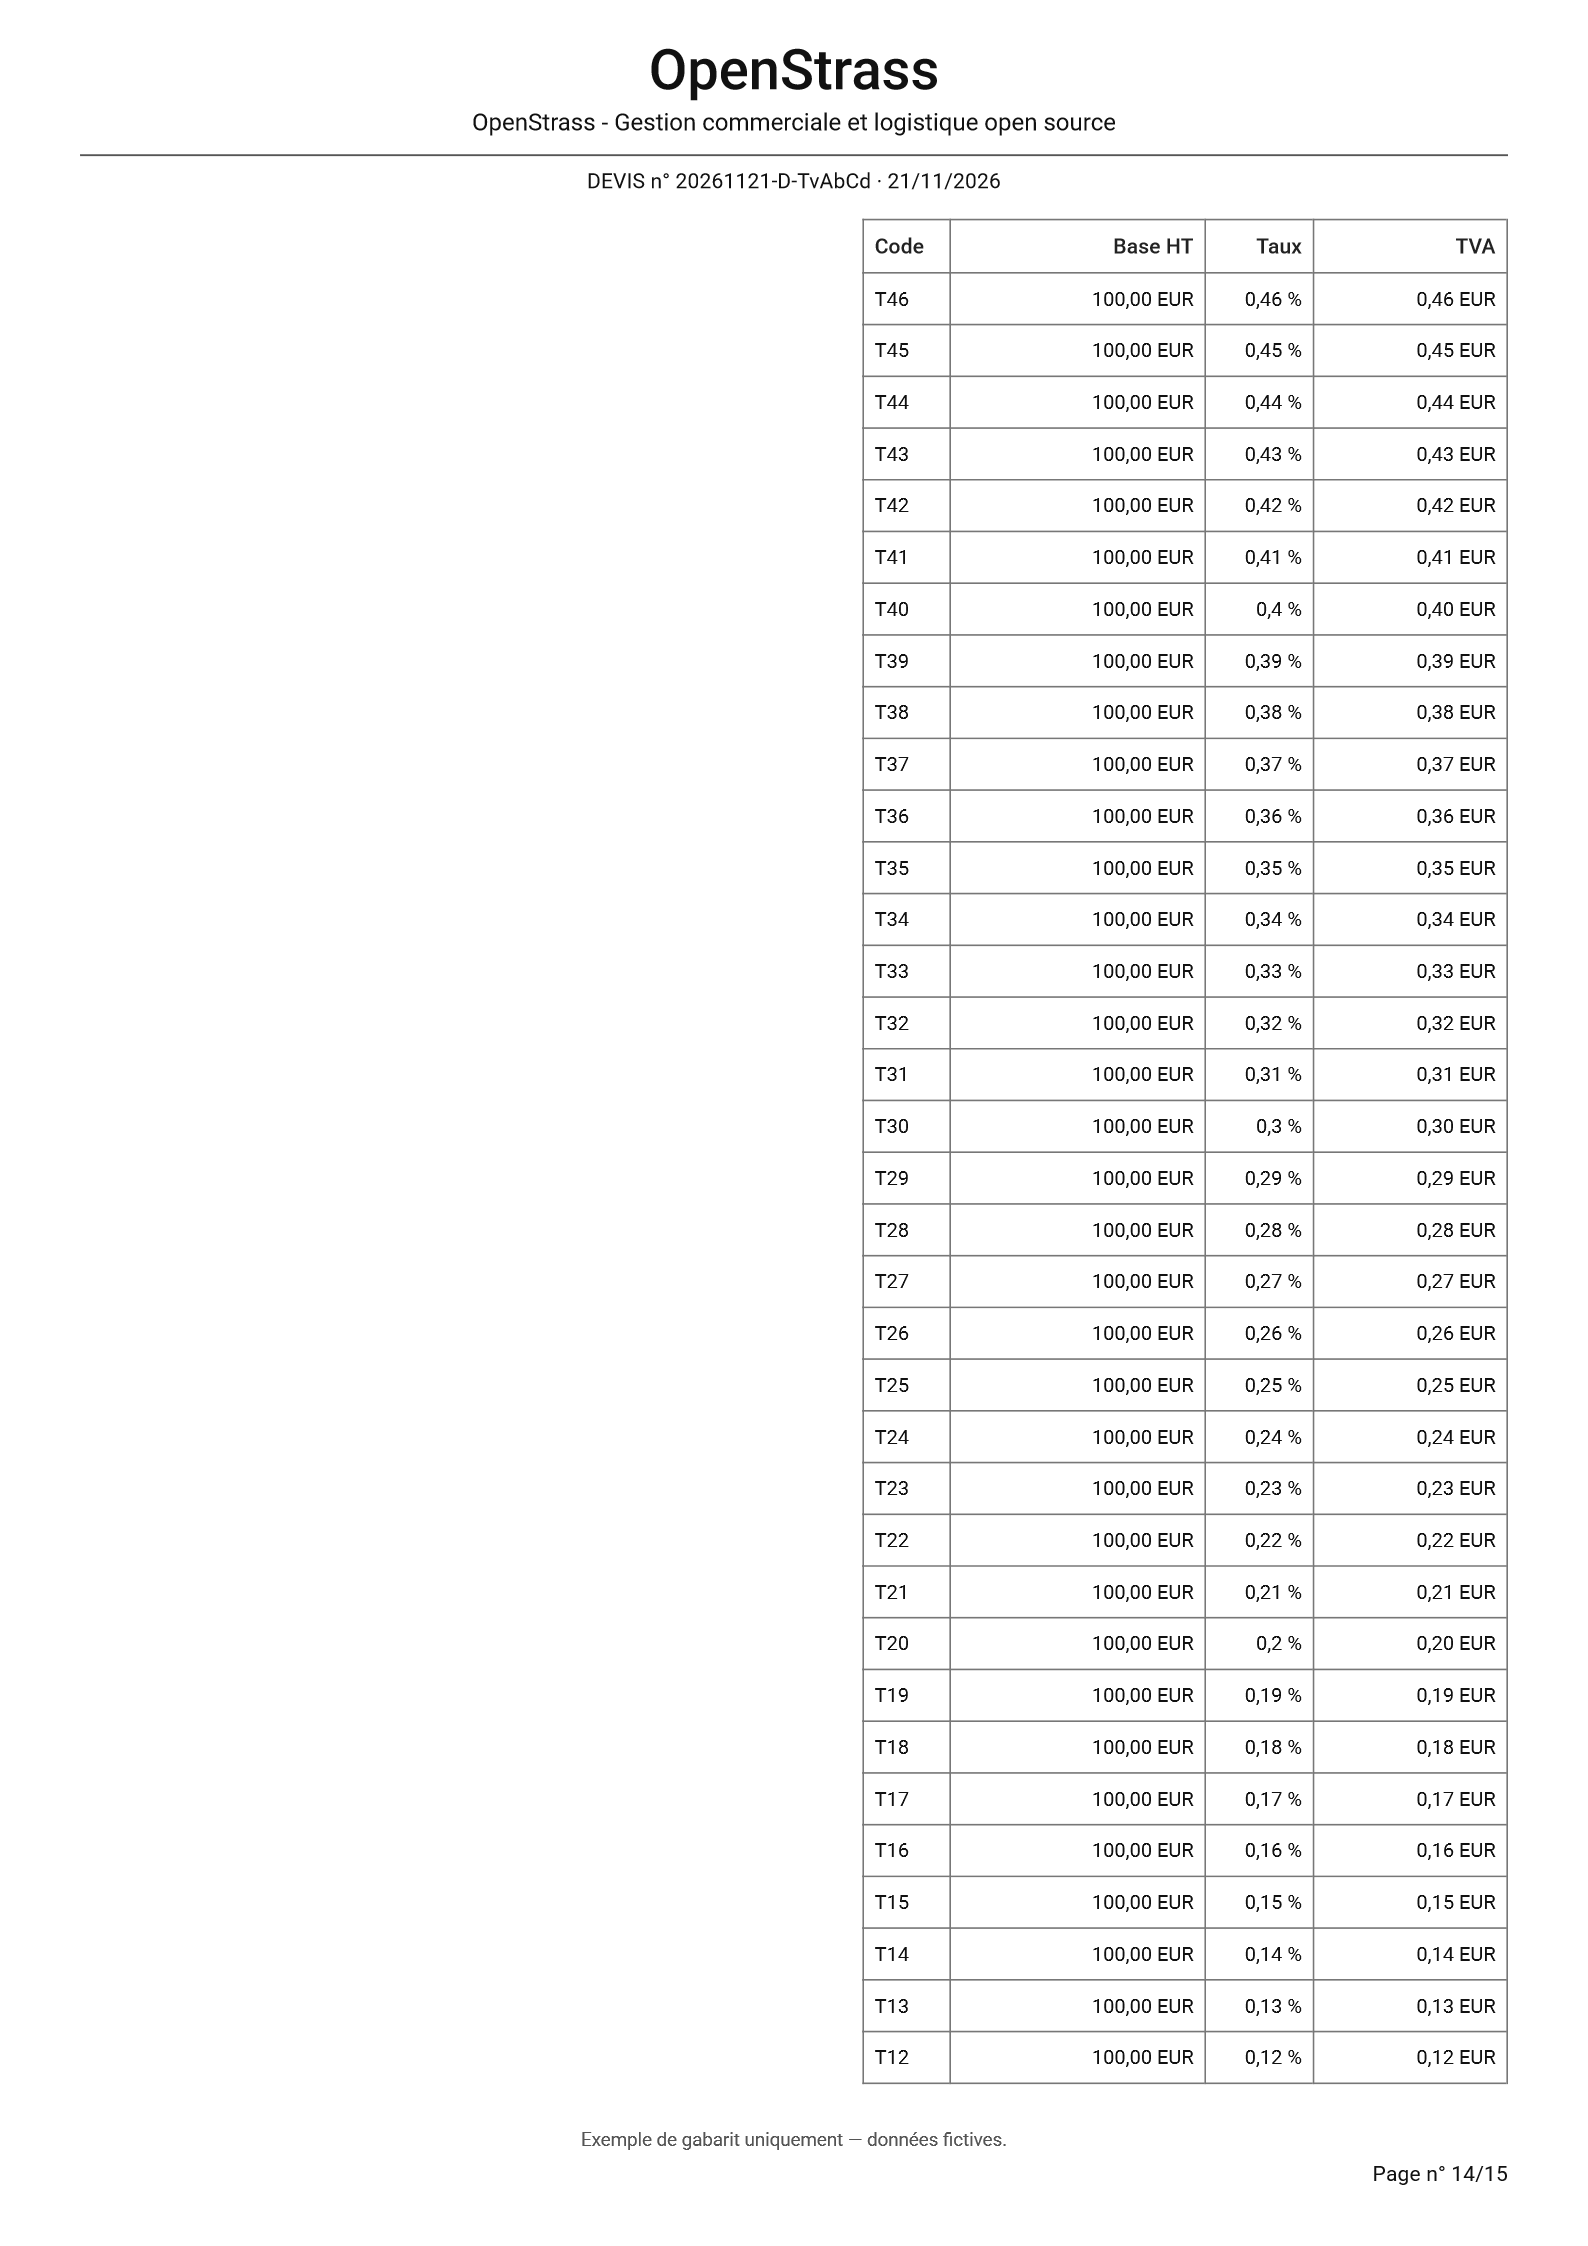 OpenStrass
OpenStrass - Gestion commerciale et logistique open source
DEVIS n° 20261121-D-TvAbCd · 21/11/2026
Code Base HT Taux TVA
T46 100,00 EUR 0,46 % 0,46 EUR
T45 100,00 EUR 0,45 % 0,45 EUR
T44 100,00 EUR 0,44 % 0,44 EUR
T43 100,00 EUR 0,43 % 0,43 EUR
T42 100,00 EUR 0,42 % 0,42 EUR
T41 100,00 EUR 0,41 % 0,41 EUR
T40 100,00 EUR 0,4 % 0,40 EUR
T39 100,00 EUR 0,39 % 0,39 EUR
T38 100,00 EUR 0,38 % 0,38 EUR
T37 100,00 EUR 0,37 % 0,37 EUR
T36 100,00 EUR 0,36 % 0,36 EUR
T35 100,00 EUR 0,35 % 0,35 EUR
T34 100,00 EUR 0,34 % 0,34 EUR
T33 100,00 EUR 0,33 % 0,33 EUR
T32 100,00 EUR 0,32 % 0,32 EUR
T31 100,00 EUR 0,31 % 0,31 EUR
T30 100,00 EUR 0,3 % 0,30 EUR
T29 100,00 EUR 0,29 % 0,29 EUR
T28 100,00 EUR 0,28 % 0,28 EUR
T27 100,00 EUR 0,27 % 0,27 EUR
T26 100,00 EUR 0,26 % 0,26 EUR
T25 100,00 EUR 0,25 % 0,25 EUR
T24 100,00 EUR 0,24 % 0,24 EUR
T23 100,00 EUR 0,23 % 0,23 EUR
T22 100,00 EUR 0,22 % 0,22 EUR
T21 100,00 EUR 0,21 % 0,21 EUR
T20 100,00 EUR 0,2 % 0,20 EUR
T19 100,00 EUR 0,19 % 0,19 EUR
T18 100,00 EUR 0,18 % 0,18 EUR
T17 100,00 EUR 0,17 % 0,17 EUR
T16 100,00 EUR 0,16 % 0,16 EUR
T15 100,00 EUR 0,15 % 0,15 EUR
T14 100,00 EUR 0,14 % 0,14 EUR
T13 100,00 EUR 0,13 % 0,13 EUR
T12 100,00 EUR 0,12 % 0,12 EUR
Exemple de gabarit uniquement — données fictives.
Page n° 14/15